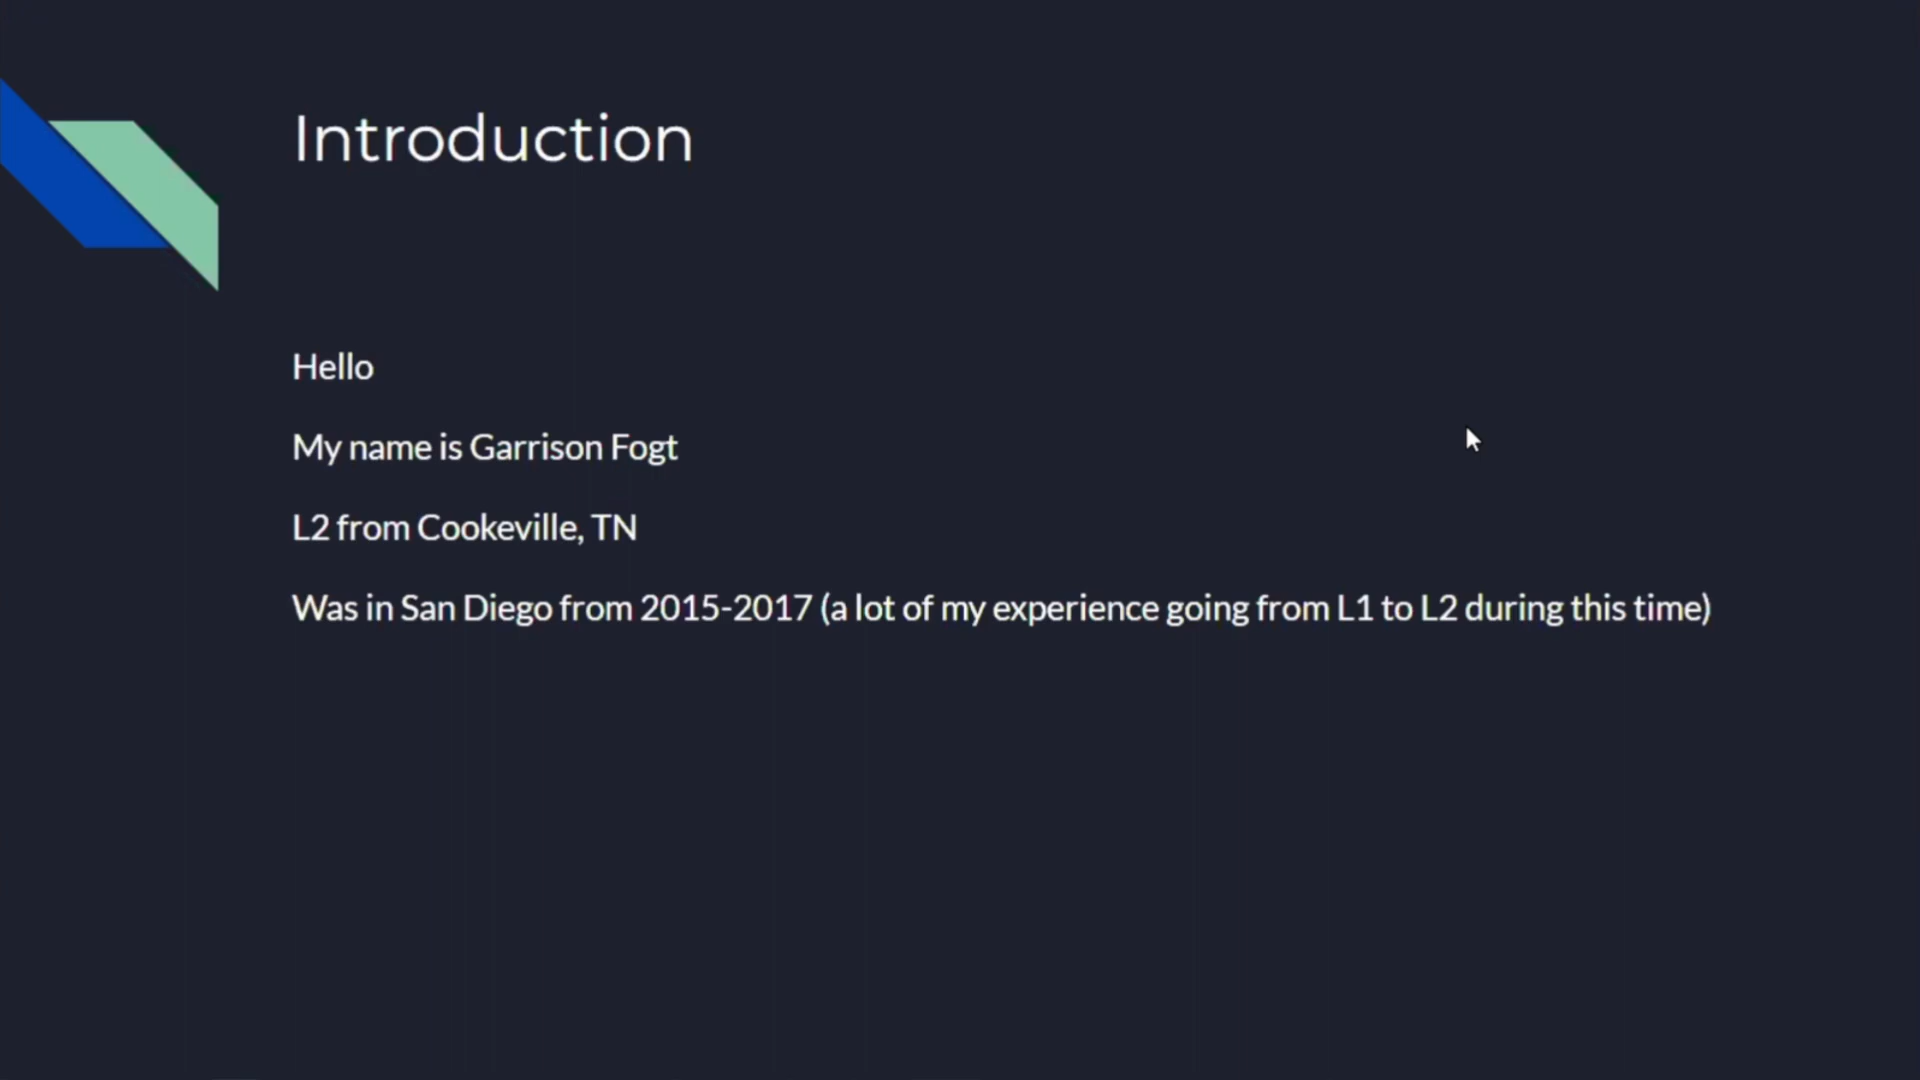 Introduction
Hello
My name is Garrison Fogt
L2 from Cookeville, TN
Was in San Diego from 2015-2017 (a lot of my experience going from L1 to L2 during this time)